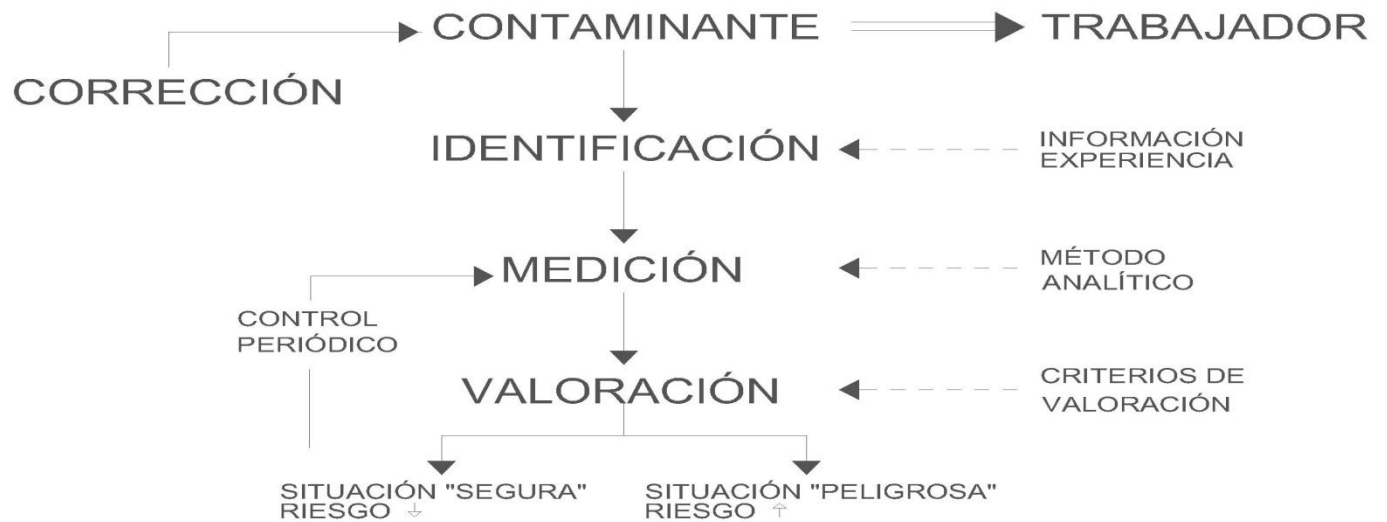 CONTAMINANTE
TRABAJADOR
CORRECCIÓN
IDENTIFICACIÓN
INFORMACIÓN
EXPERIENCIA
MEDICIÓN
MÉTODO
ANALÍTICO
CONTROL
PERIÓDICO
VALORACIÓN
CRITERIOS DE
VALORACIÓN
SITUACIÓN "SEGURA"
RIESGO
SITUACIÓN "PELIGROSA"
RIESGO